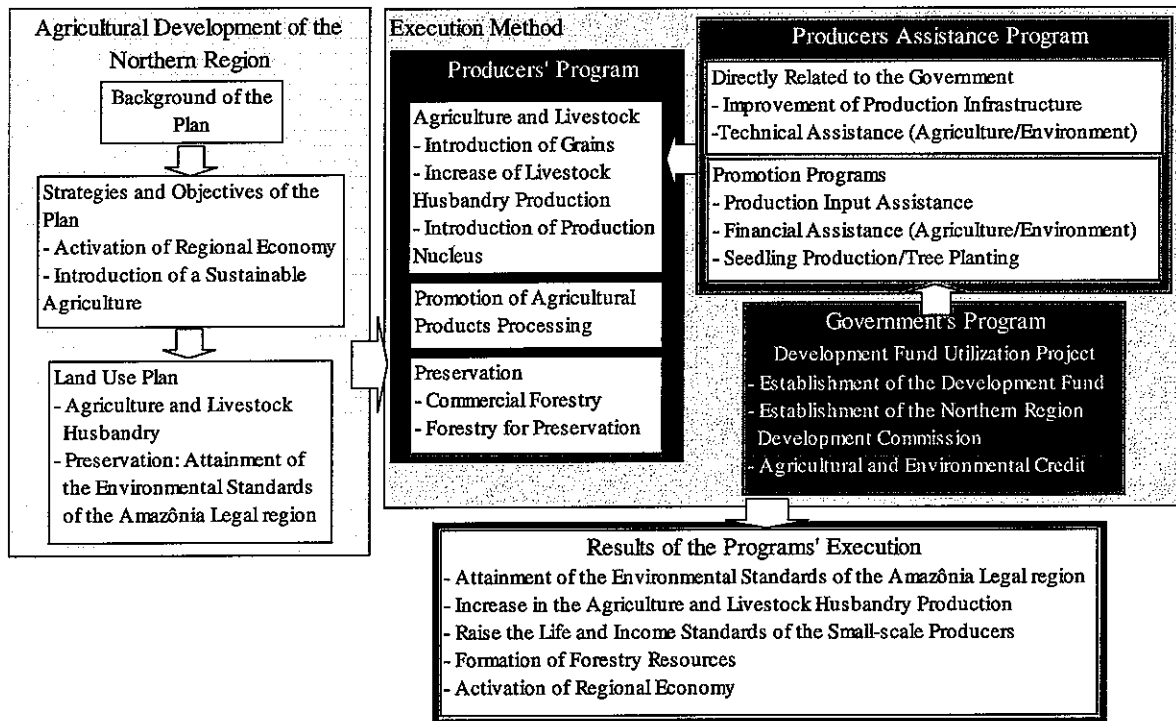 Agricultural Development of the
Northern Region
Background of the
Plan
Strategies and Objectives of the
Plan
- Activation of Regional Economy
- Introduction of a Sustainable
Agriculture
Land Use Plan
- Agriculture and Livestock
Husbandry
- Preservation: Attainment of
the Environmental Standards
of the Amazônia Legal region
Execution Method
Producers' Program
Agriculture and Livestock
- Introduction of Grains
- Increase of Livestock
Husbandry Production
- Introduction of Production
Nucleus
Promotion of Agricultural
Products Processing
Preservation
- Commercial Forestry
- Forestry for Preservation
Producers Assistance Program
Directly Related to the Government
- Improvement of Production Infrastructure
-Technical Assistance (Agriculture/Environment)
Promotion Programs
- Production Input Assistance
- Financial Assistance (Agriculture/Environment)
- Seedling Production/Tree Planting
Government's Program
Development Fund Utilization Project
- Establishment of the Development Fund
- Establishment of the Northern Region
Development Commission
- Agricultural and Environmental Credit
Results of the Programs' Execution
- Attainment of the Environmental Standards of the Amazônia Legal region
- Increase in the Agriculture and Livestock Husbandry Production
- Raise the Life and Income Standards of the Small-scale Producers
- Formation of Forestry Resources
- Activation of Regional Economy